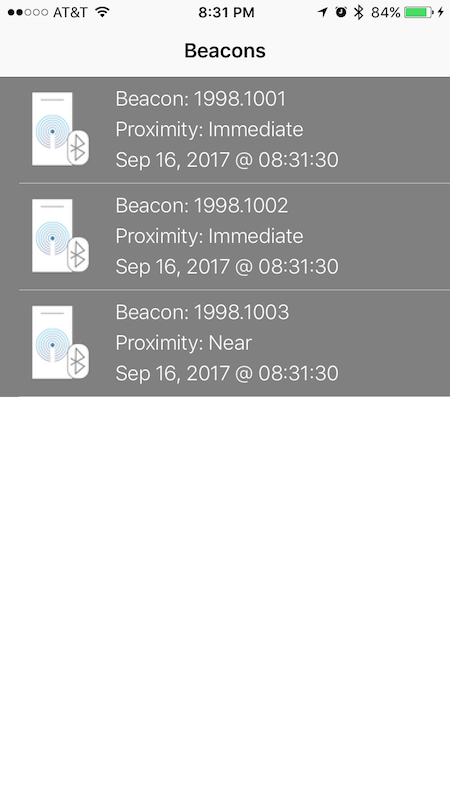 AT&T 8:31 PM 84%
Beacons
Beacon: 1998.1001
Proximity: Immediate
Sep 16, 2017 @ 08:31:30
Beacon: 1998.1002
Proximity: Immediate
Sep 16, 2017 @ 08:31:30
Beacon: 1998.1003
Proximity: Near
Sep 16, 2017 @ 08:31:30